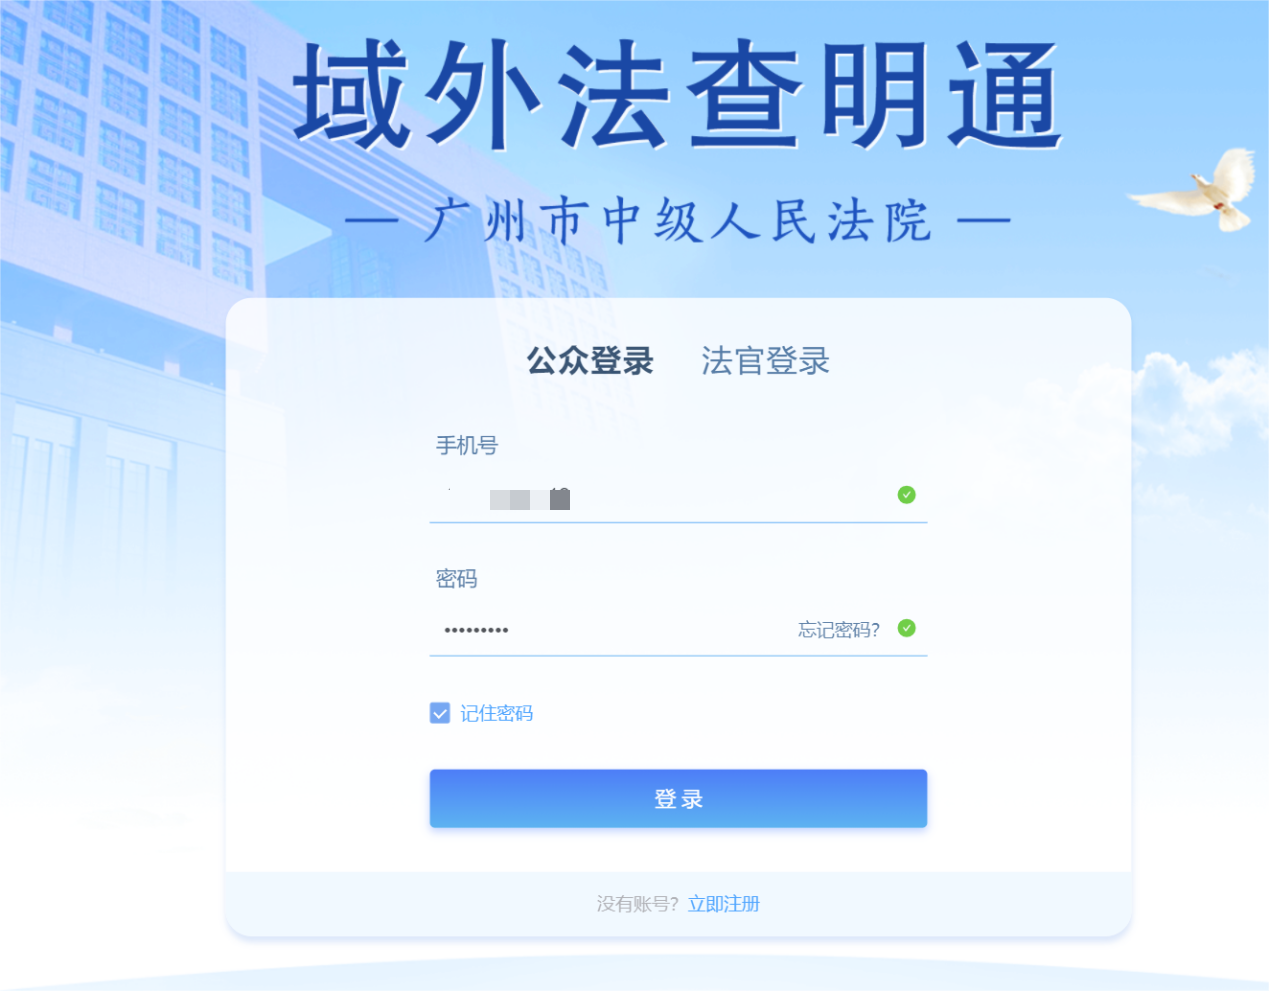 域外法查明通
— 广州市中级人民法院 —
公众登录 法官登录
手机号
密码
•••••••••
忘记密码?
记住密码
登录
没有账号? 立即注册